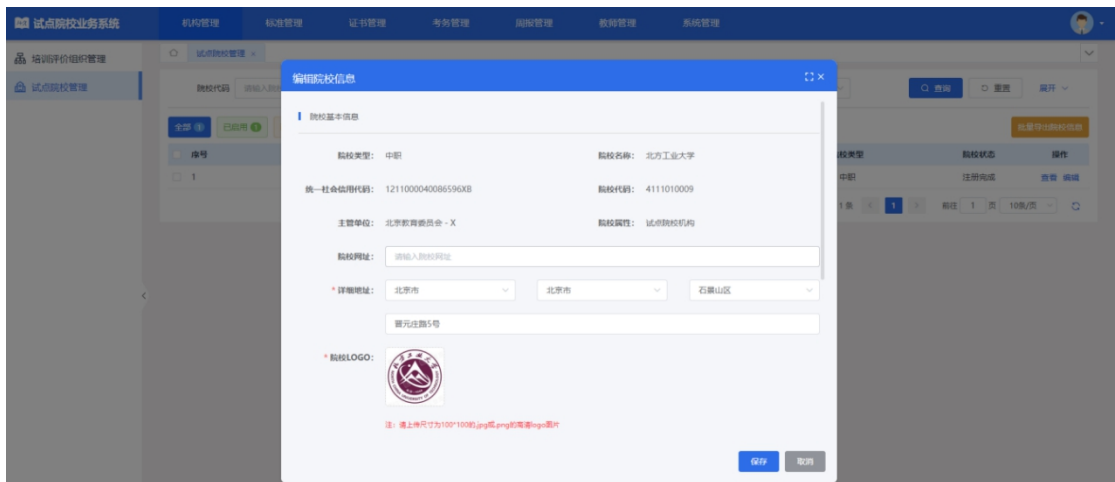 试点院校业务系统
机构管理 标准管理 证书管理 考务管理 周报管理 教师管理 系统管理
培训评价组织管理
试点院校管理 ×
试点院校管理
院校代码 查询 重置 展开
全部 1 已启用 1
批量导出院校信息
序号 院校状态 操作
1 中职 注册完成 查看 编辑
1 前往 1 页 10条/页
编辑院校信息
院校基本信息
院校类型: 中职 院校名称: 北方工业大学
统一社会信用代码: 1211000040086596XB 院校代码: 4111010009
主管单位: 北京教育委员会 - X 院校属性: 试点院校机构
院校网址: 请输入院校网址
* 详细地址: 北京市 北京市 石景山区
晋元庄路5号
* 院校LOGO:
注: 请上传尺寸为100*100的.jpg或.png的高清logo图片
保存 取消